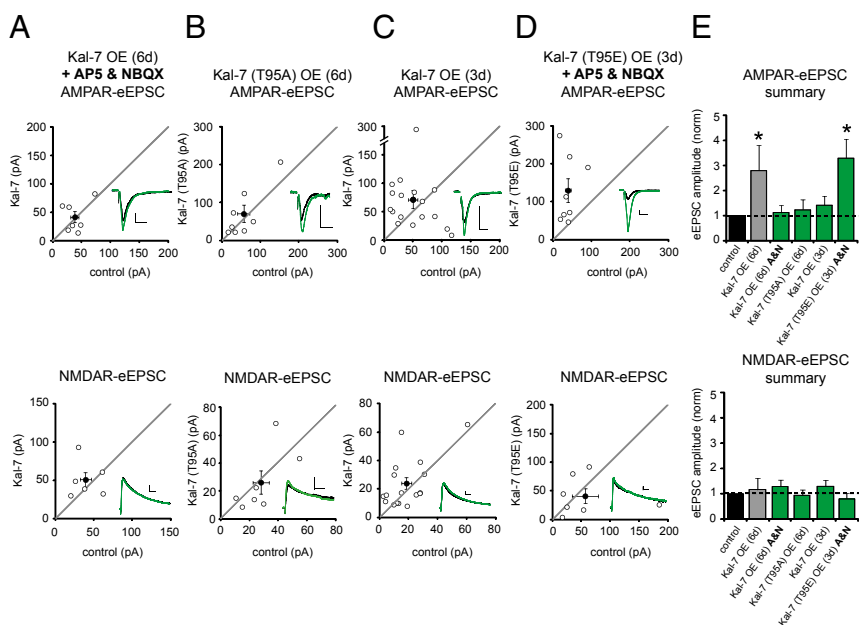 A
B
C
D
E
Kal-7 OE (6d)
+ AP5 & NBQX
AMPAR-eEPSC
Kal-7 (T95A) OE (6d)
AMPAR-eEPSC
Kal-7 OE (3d)
AMPAR-eEPSC
Kal-7 (T95E) OE (3d)
+ AP5 & NBQX
AMPAR-eEPSC
AMPAR-eEPSC
summary
Kal-7 (pA)
200
150
100
50
0
0 50 100 150 200
control (pA)
Kal-7 (T95A) (pA)
300
200
100
0
0 100 200 300
control (pA)
300
200
150
100
50
0
0 50 100 150 200
control (pA)
Kal-7 (T95E) (pA)
300
200
100
0
0 100 200 300
control (pA)
eEPSC amplitude (norm)
5
4
3
2
1
0
* *
control
Kal-7 OE (6d)
Kal-7 OE (6d) A&N
Kal-7 (T95A) OE (6d)
Kal-7 OE (3d)
Kal-7 (T95E) OE (3d) A&N
NMDAR-eEPSC
NMDAR-eEPSC
NMDAR-eEPSC
NMDAR-eEPSC
NMDAR-eEPSC
summary
Kal-7 (pA)
150
100
50
0
0 50 100 150
control (pA)
Kal-7 (T95A) (pA)
80
60
40
20
0
0 20 40 60 80
control (pA)
80
60
40
20
0
0 20 40 60 80
control (pA)
Kal-7 (T95E) (pA)
200
150
100
50
0
0 50 100 150 200
control (pA)
eEPSC amplitude (norm)
5
4
3
2
1
0
control
Kal-7 OE (6d)
Kal-7 OE (6d) A&N
Kal-7 (T95A) OE (6d)
Kal-7 OE (3d)
Kal-7 (T95E) OE (3d) A&N